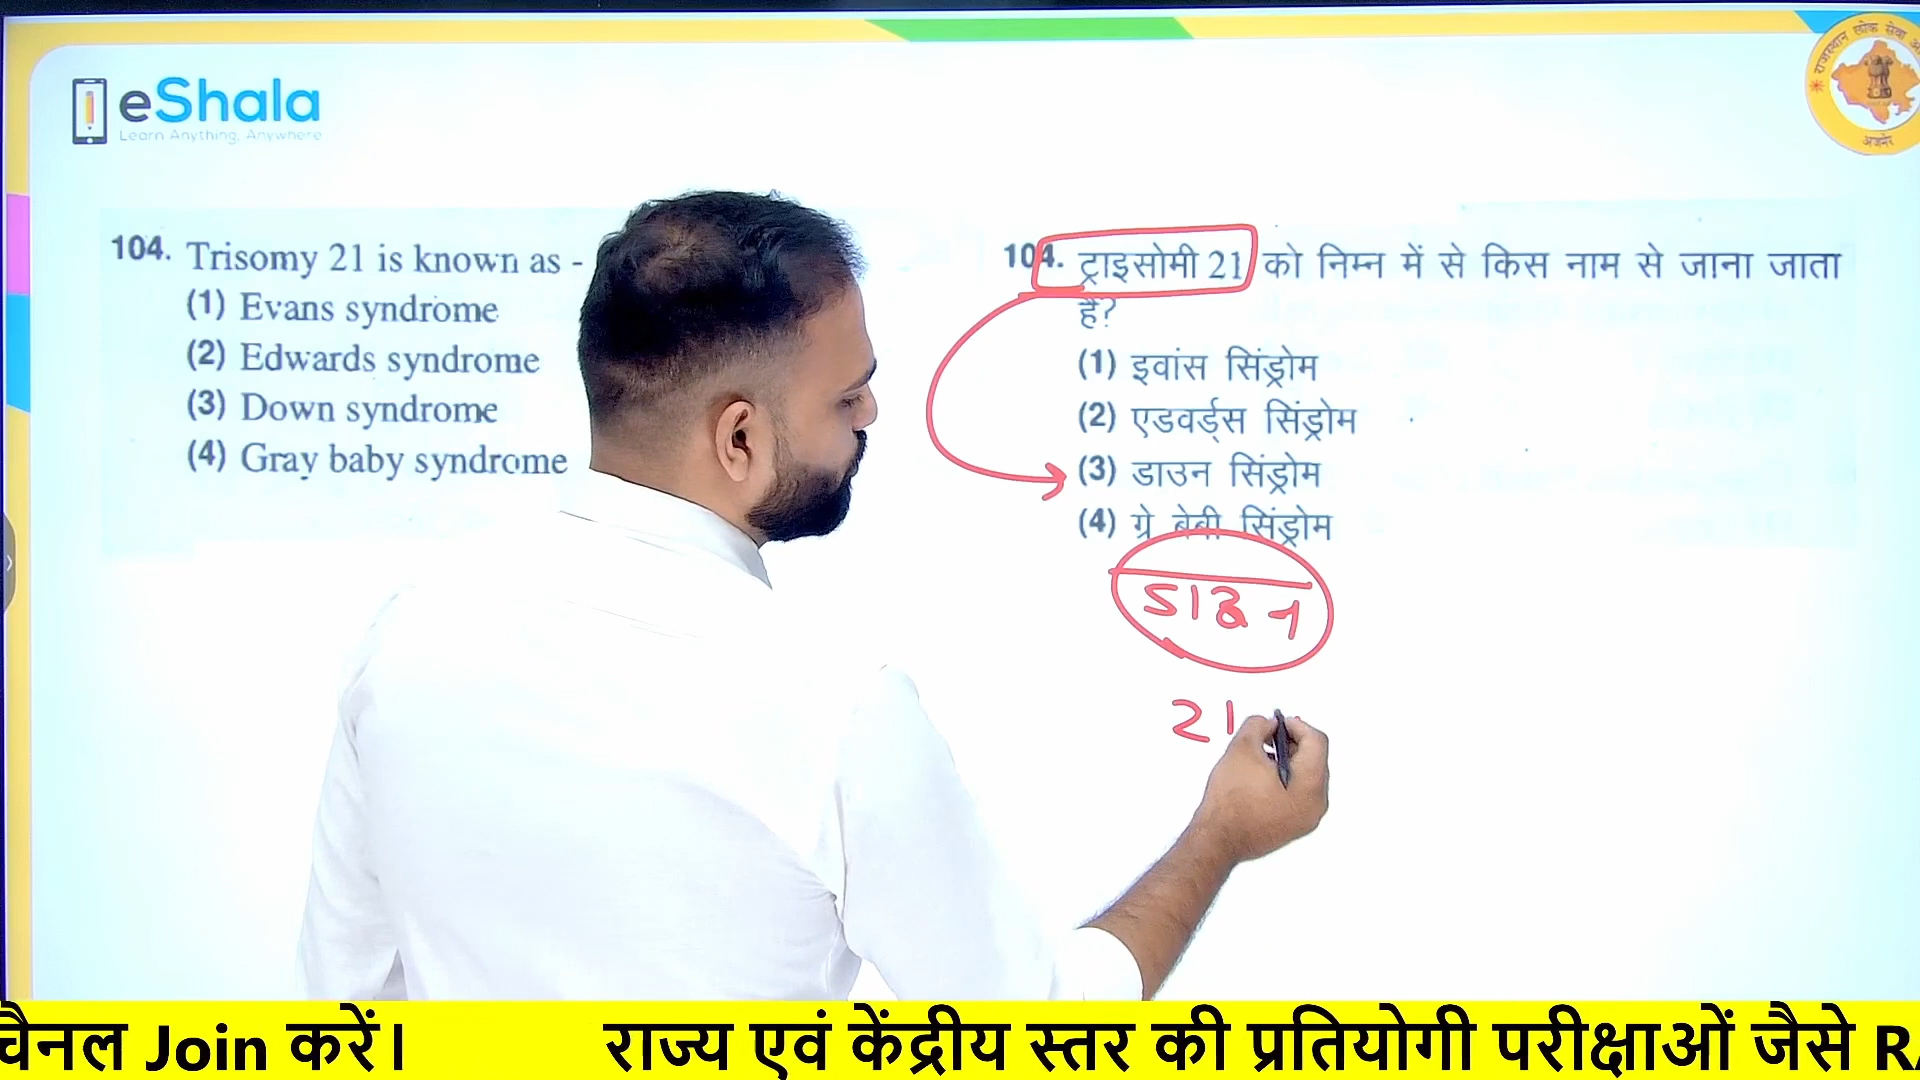 eShala
Learn Anything, Anywhere
राजस्थान लोक सेवा
अजमेर
104. Trisomy 21 is known as -
(1) Evans syndrome
(2) Edwards syndrome
(3) Down syndrome
(4) Gray baby syndrome
104. ट्राइसोमी 21 को निम्न में से किस नाम से जाना जाता
है?
(1) इवांस सिंड्रोम
(2) एडवर्ड्स सिंड्रोम
(3) डाउन सिंड्रोम
(4) ग्रे बेबी सिंड्रोम
21
चैनल Join करें। राज्य एवं केंद्रीय स्तर की प्रतियोगी परीक्षाओं जैसे